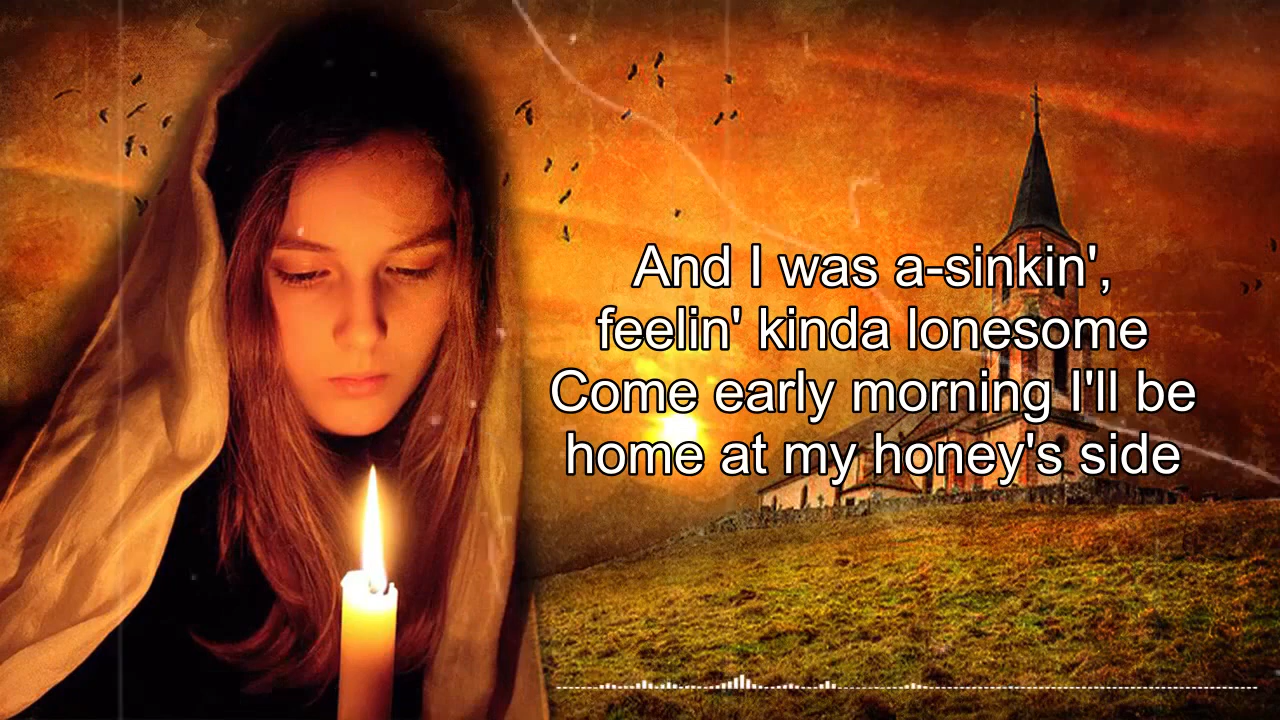 And I was a-sinkin',
feelin' kinda lonesome
Come early morning I'll be
home at my honey's side